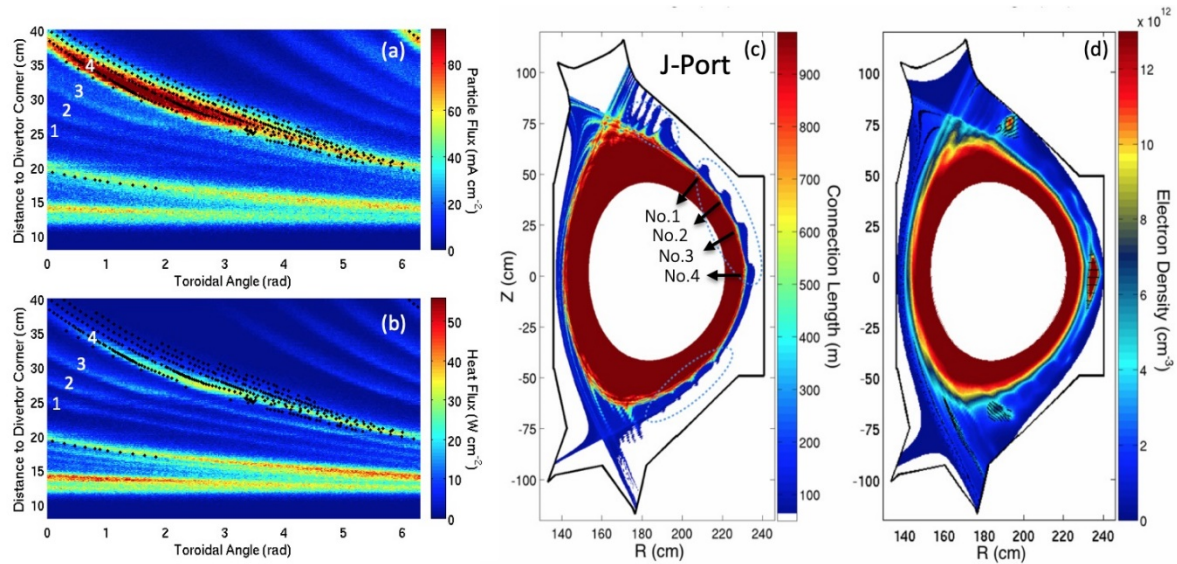 (a)
Distance to Divertor Corner (cm)
40
35
30
25
20
15
10
4
3
2
1
0 1 2 3 4 5 6
Toroidal Angle (rad)
80
60
40
20
0
Particle Flux (mA cm⁻²)
(b)
Distance to Divertor Corner (cm)
40
35
30
25
20
15
10
4
3
2
1
0 1 2 3 4 5 6
Toroidal Angle (rad)
50
40
30
20
10
0
Heat Flux (W cm⁻²)
(c)
J-Port
Z (cm)
100
75
50
25
0
-25
-50
-75
-100
No.1
No.2
No.3
No.4
140 160 180 200 220 240
R (cm)
900
800
700
600
500
400
300
200
100
Connection Length (m)
(d)
100
75
50
25
0
-25
-50
-75
-100
140 160 180 200 220 240
R (cm)
x 10¹²
12
10
8
6
4
2
0
Electron Density (cm⁻³)